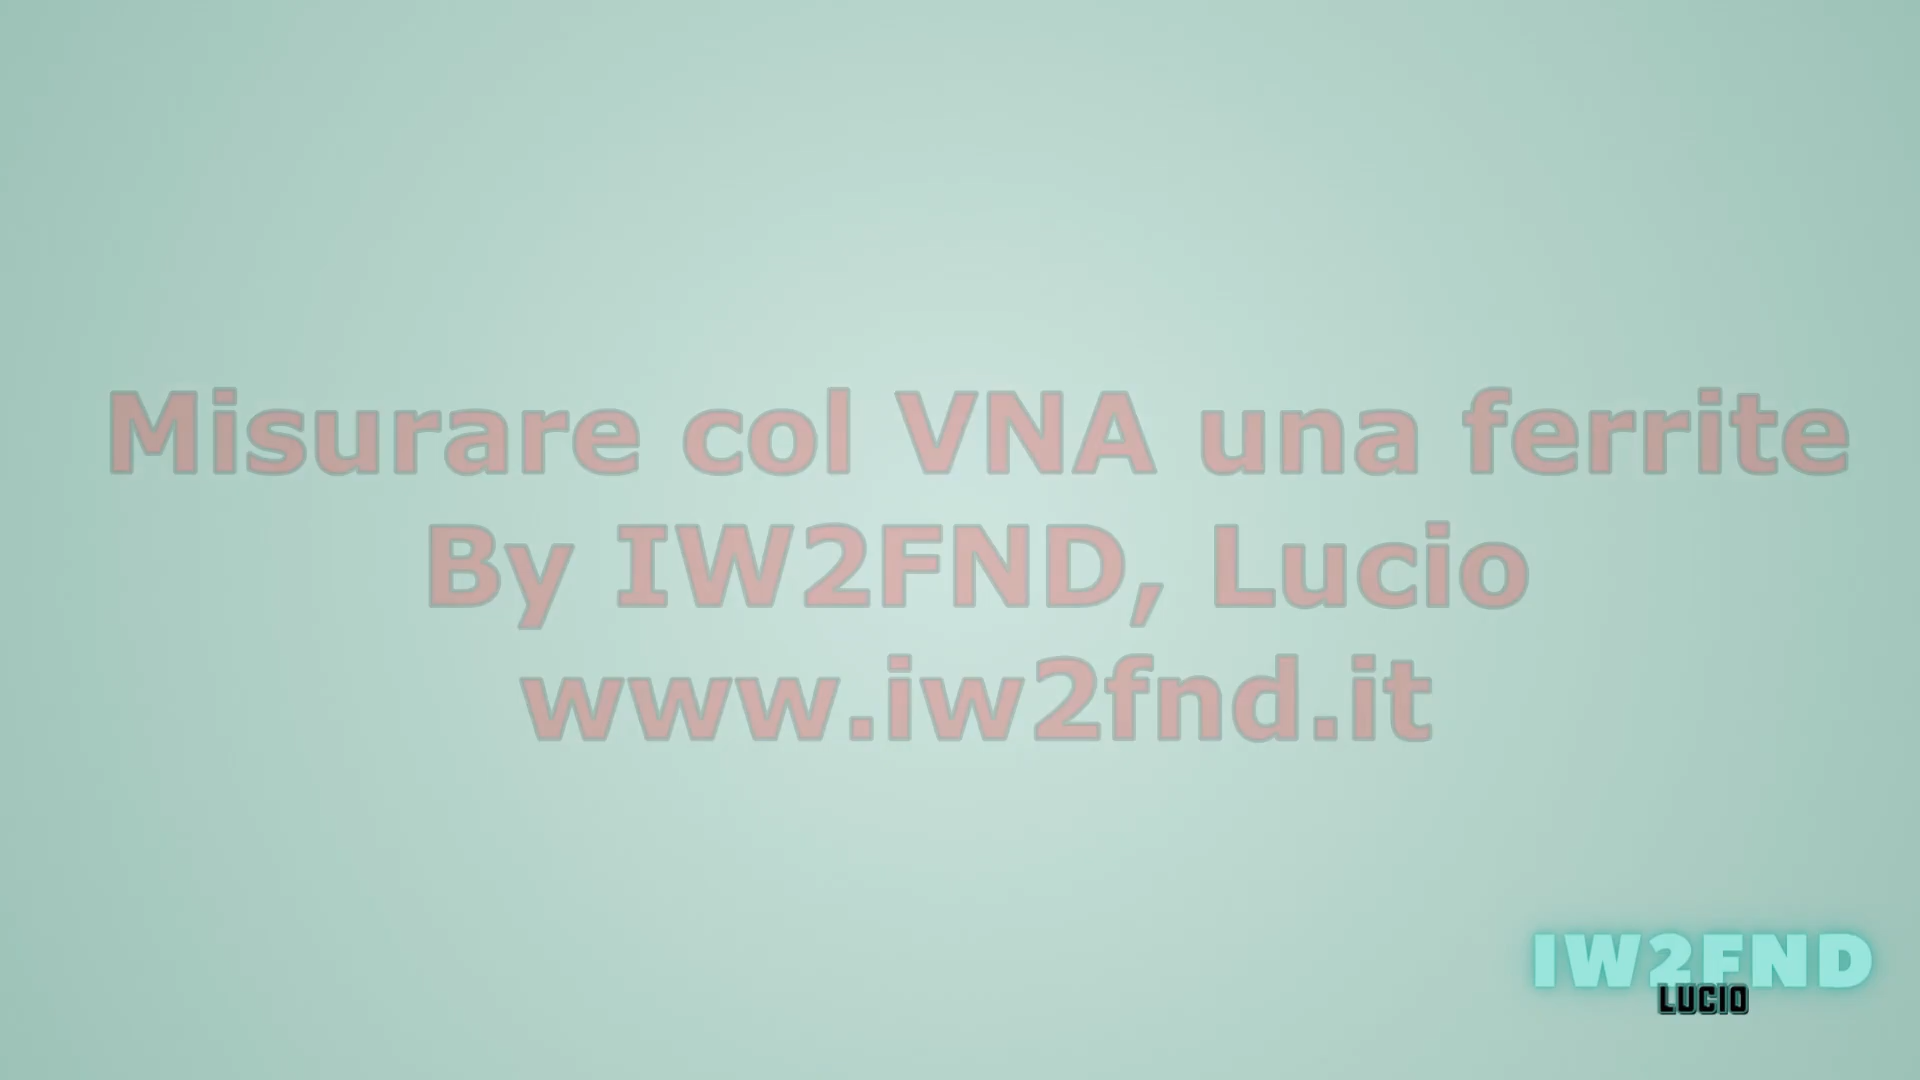 Misurare col VNA una ferrite
By IW2FND, Lucio
www.iw2fnd.it
IW2FND
LUCIO